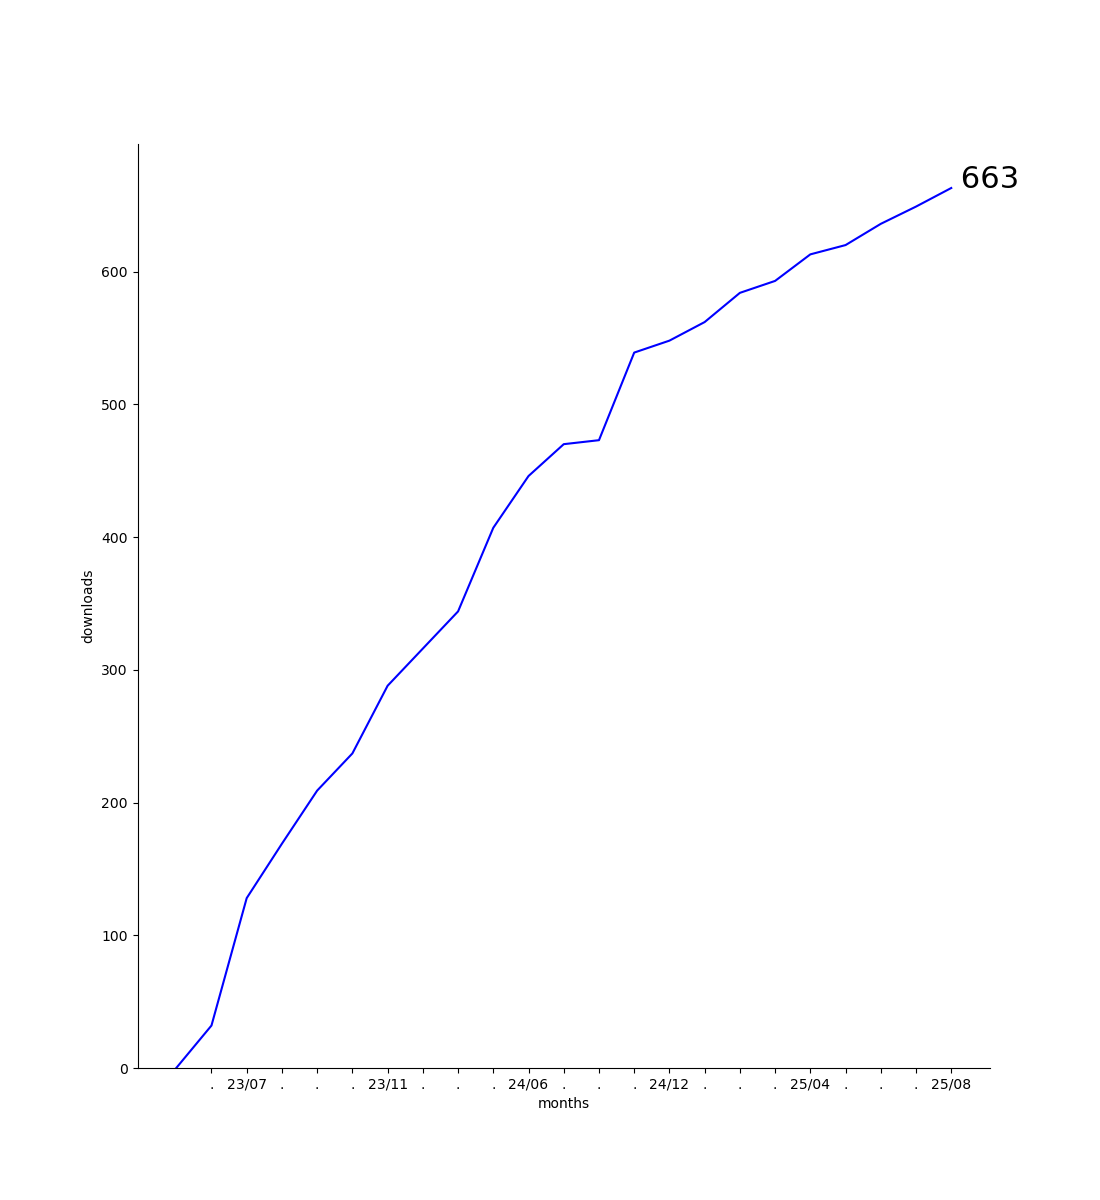 663
600
500
400
downloads
300
200
100
0
. 23/07 . . . 23/11 . . . 24/06 . . . 24/12 . . . 25/04 . . . 25/08
months